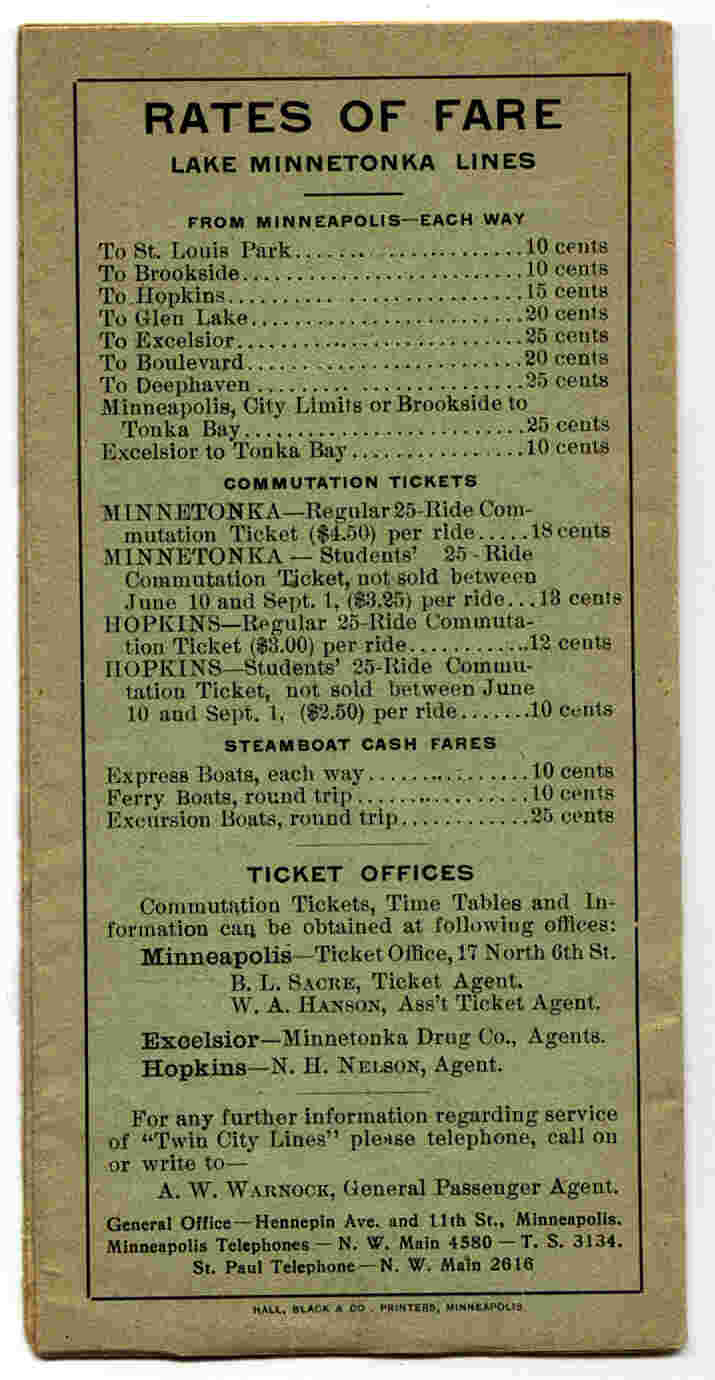 RATES OF FARE
LAKE MINNETONKA LINES
FROM MINNEAPOLIS—EACH WAY
To St. Louis Park....... .............10 cents
To Brookside..........................10 cents
To Hopkins.......... .................15 cents
To Glen Lake..........................20 cents
To Excelsior..........................25 cents
To Boulevard..........................20 cents
To Deephaven ......... ...............25 cents
Minneapolis, City Limits or Brookside to
Tonka Bay..........................25 cents
Excelsior to Tonka Bay................10 cents
COMMUTATION TICKETS
MINNETONKA—Regular 25-Ride Com-
mutation Ticket ($4.50) per ride.....18 cents
MINNETONKA — Students' 25-Ride
Commutation Ticket, not sold between
June 10 and Sept. 1, ($3.25) per ride...13 cents
HOPKINS—Regular 25-Ride Commuta-
tion Ticket ($3.00) per ride...........12 cents
HOPKINS—Students' 25-Ride Commu-
tation Ticket, not sold between June
10 and Sept. 1, ($2.50) per ride.......10 cents
STEAMBOAT CASH FARES
Express Boats, each way...............10 cents
Ferry Boats, round trip................10 cents
Excursion Boats, round trip............25 cents
TICKET OFFICES
Commutation Tickets, Time Tables and In-
formation can be obtained at following offices:
Minneapolis—Ticket Office, 17 North 6th St.
B. L. SACRE, Ticket Agent.
W. A. HANSON, Ass't Ticket Agent.
Excelsior—Minnetonka Drug Co., Agents.
Hopkins—N. H. NELSON, Agent.
For any further information regarding service
of "Twin City Lines" please telephone, call on
or write to—
A. W. WARNOCK, General Passenger Agent.
General Office—Hennepin Ave. and 11th St., Minneapolis.
Minneapolis Telephones — N. W. Main 4580 — T. S. 3134.
St. Paul Telephone—N. W. Main 2616
HALL, BLACK & CO. PRINTERS, MINNEAPOLIS